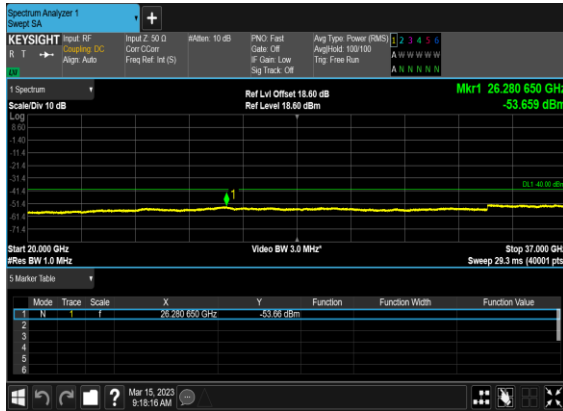 Spectrum Analyzer 1
Swept SA
+
KEYSIGHT
R T
LXI
Input: RF
Coupling: DC
Align: Auto
Input Z: 50 Ω
Corr CCorr
Freq Ref: Int (S)
#Atten: 10 dB
PNO: Fast
Gate: Off
IF Gain: Low
Sig Track: Off
Avg Type: Power (RMS)
Avg|Hold: 100/100
Trig: Free Run
1 2 3 4 5 6
A W W W W W
A N N N N N
1 Spectrum
Scale/Div 10 dB
Ref Lvl Offset 18.60 dB
Ref Level 18.60 dBm
Mkr1 26.280 650 GHz
-53.659 dBm
Log
8.60
-1.40
-11.4
-21.4
-31.4
-41.4
-51.4
-61.4
-71.4
1
DL1 -40.00 dBm
Start 20.000 GHz
#Res BW 1.0 MHz
Video BW 3.0 MHz*
Stop 37.000 GHz
Sweep 29.3 ms (40001 pts)
5 Marker Table
Mode Trace Scale X Y Function Function Width Function Value
1 N 1 f 26.280 650 GHz -53.66 dBm
2
3
4
5
6
?
Mar 15, 2023
9:18:16 AM